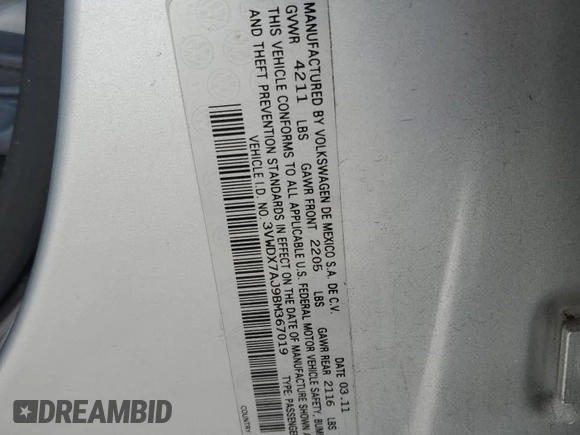 MANUFACTURED BY VOLKSWAGEN DE MEXICO S.A. DE C.V. DATE 03.11
GVWR 4211 LBS GAWR FRONT 2205 LBS GAWR REAR 2116 LBS
THIS VEHICLE CONFORMS TO ALL APPLICABLE U.S. FEDERAL MOTOR VEHICLE SAFETY, BUM
AND THEFT PREVENTION STANDARDS IN EFFECT ON THE DATE OF MANUFACTURE SHOWN A
VEHICLE I.D. NO. 3VWDX7AJ9BM367019 TYPE: PASSENGE
COUNTRY
DREAMBID